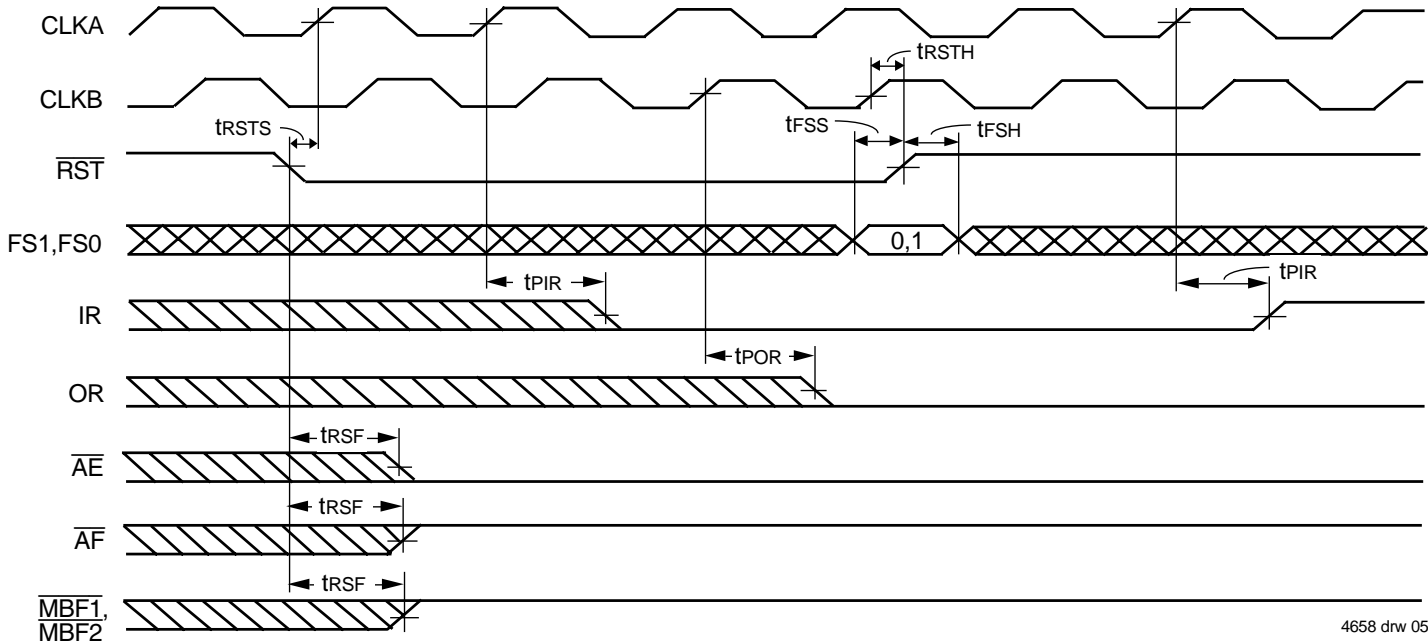 CLKA
tRSTH
CLKB
tRSTS
tFSS
tFSH
RST
FS1,FS0
0,1
tPIR
tPIR
IR
tPOR
OR
tRSF
AE
tRSF
AF
tRSF
MBF1,
MBF2
4658 drw 05